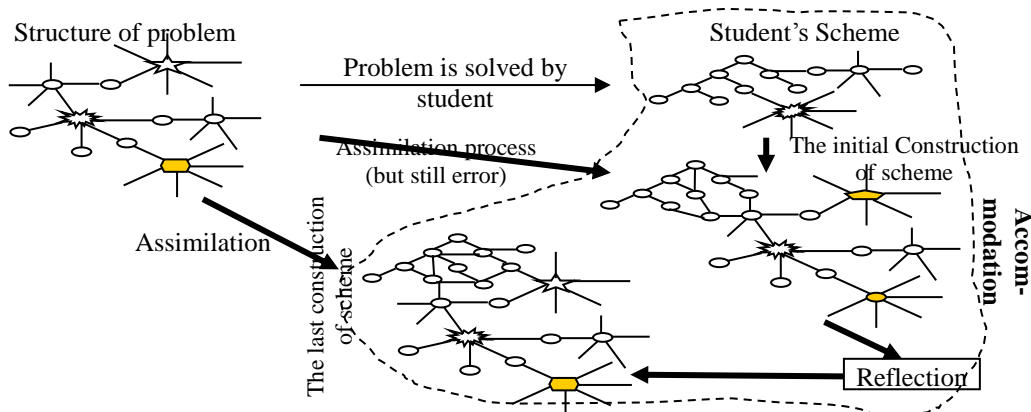 Structure of problem
Student's Scheme
Problem is solved by
student
Assimilation process
(but still error)
The initial Construction
of scheme
Accom-
modation
Assimilation
The last construction
of scheme
Reflection